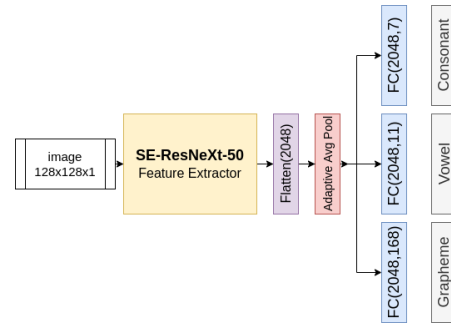 image
128x128x1
SE-ResNeXt-50
Feature Extractor
Flatten(2048)
Adaptive Avg Pool
FC(2048,7)
Consonant
FC(2048,11)
Vowel
FC(2048,168)
Grapheme